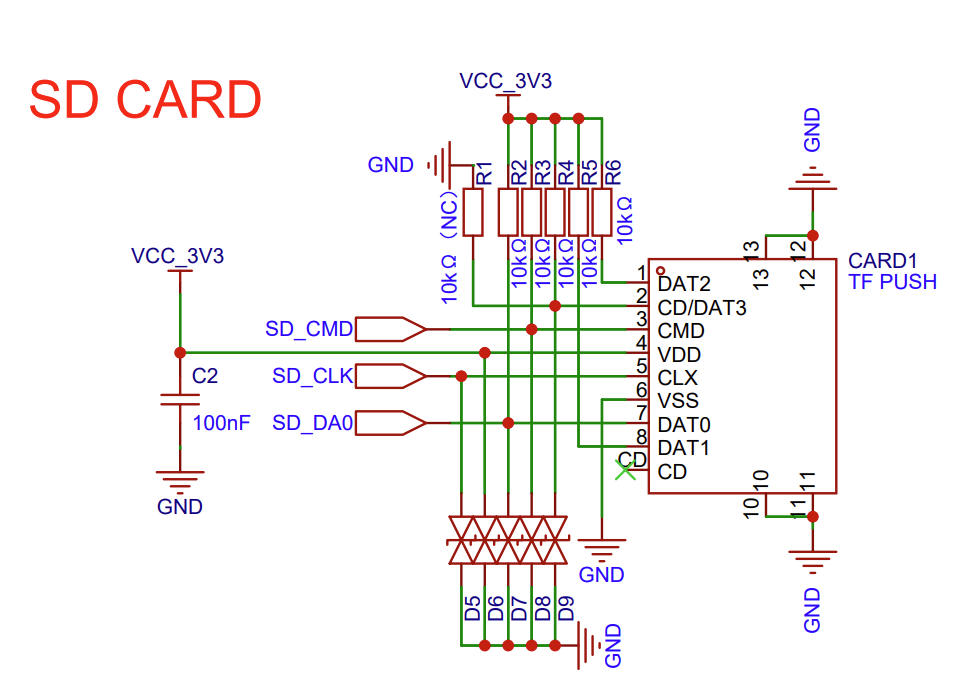 SD CARD
VCC_3V3
GND
R1
R2
R3
R4
R5
R6
10kΩ（NC）
10kΩ
10kΩ
10kΩ
10kΩ
10kΩ
GND
13
12
13
12
CARD1
TF PUSH
VCC_3V3
C2
100nF
GND
SD_CMD
SD_CLK
SD_DA0
1
DAT2
2
CD/DAT3
3
CMD
4
VDD
5
CLX
6
VSS
7
DAT0
8
DAT1
CD
CD
10
11
10
11
GND
GND
D5
D6
D7
D8
D9
GND